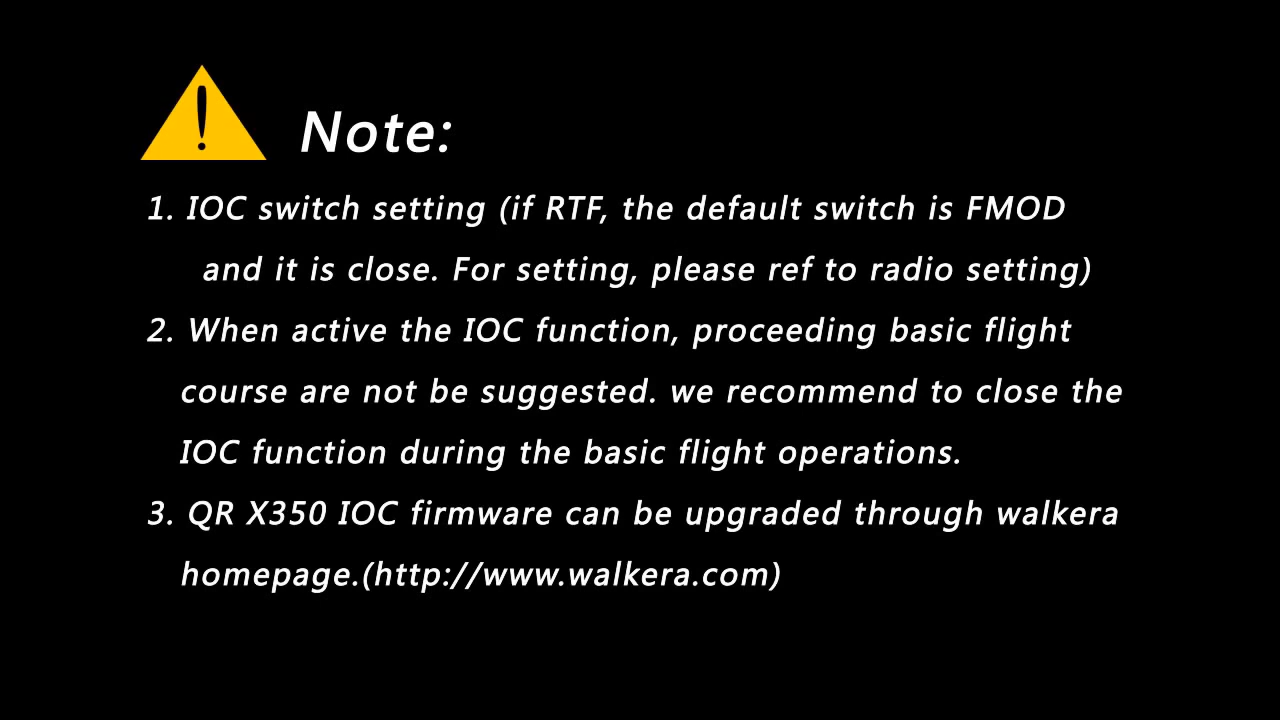 Note:
1. IOC switch setting (if RTF, the default switch is FMOD
and it is close. For setting, please ref to radio setting)
2. When active the IOC function, proceeding basic flight
course are not be suggested. we recommend to close the
IOC function during the basic flight operations.
3. QR X350 IOC firmware can be upgraded through walkera
homepage.(http://www.walkera.com)